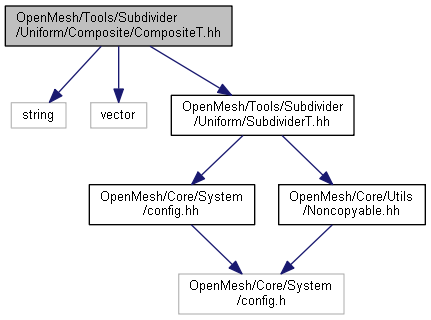 OpenMesh/Tools/Subdivider
/Uniform/Composite/CompositeT.hh
string
vector
OpenMesh/Tools/Subdivider
/Uniform/SubdividerT.hh
OpenMesh/Core/System
/config.hh
OpenMesh/Core/Utils
/Noncopyable.hh
OpenMesh/Core/System
/config.h